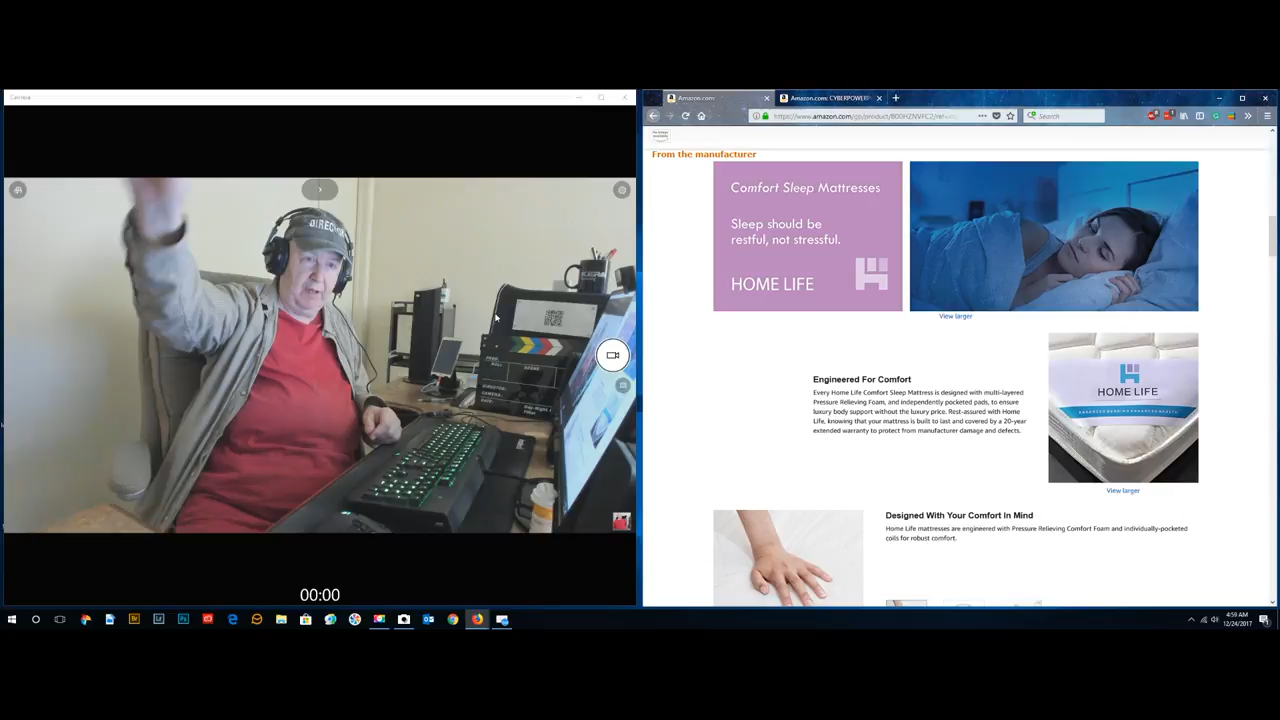 Camera
Amazon.com:
Amazon.com: CYBERPOWERP
Search
From the manufacturer
Comfort Sleep Mattresses
Sleep should be
restful, not stressful.
HOME LIFE
View larger
Engineered For Comfort
Every Home Life Comfort Sleep Mattress is designed with multi-layered
Pressure Relieving Foam, and independently pocketed pads, to ensure
luxury body support without the luxury price. Rest-assured with Home
Life, knowing that your mattress is built to last and covered by a 20-year
extended warranty to protect from manufacturer damage and defects.
HOME LIFE
View larger
Designed With Your Comfort In Mind
Home Life mattresses are engineered with Pressure Relieving Comfort Foam and individually-pocketed
coils for robust comfort.
DIRECTOR
SCENE
DIRECTOR:
CAMERA:
DATE:
00:00
4:59 AM
12/24/2017